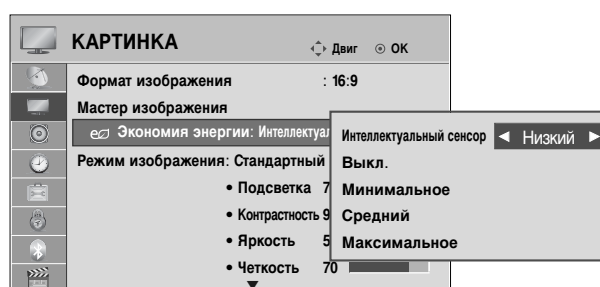 КАРТИНКА
Двиг ОК
Формат изображения : 16:9
Мастер изображения
Экономия энергии: Интеллектуал
Режим изображения: Стандартный
• Подсветка 7
• Контрастность 9
• Яркость 5
• Четкость 70
Интеллектуальный сенсор ◄ Низкий ►
Выкл.
Минимальное
Средний
Максимальное